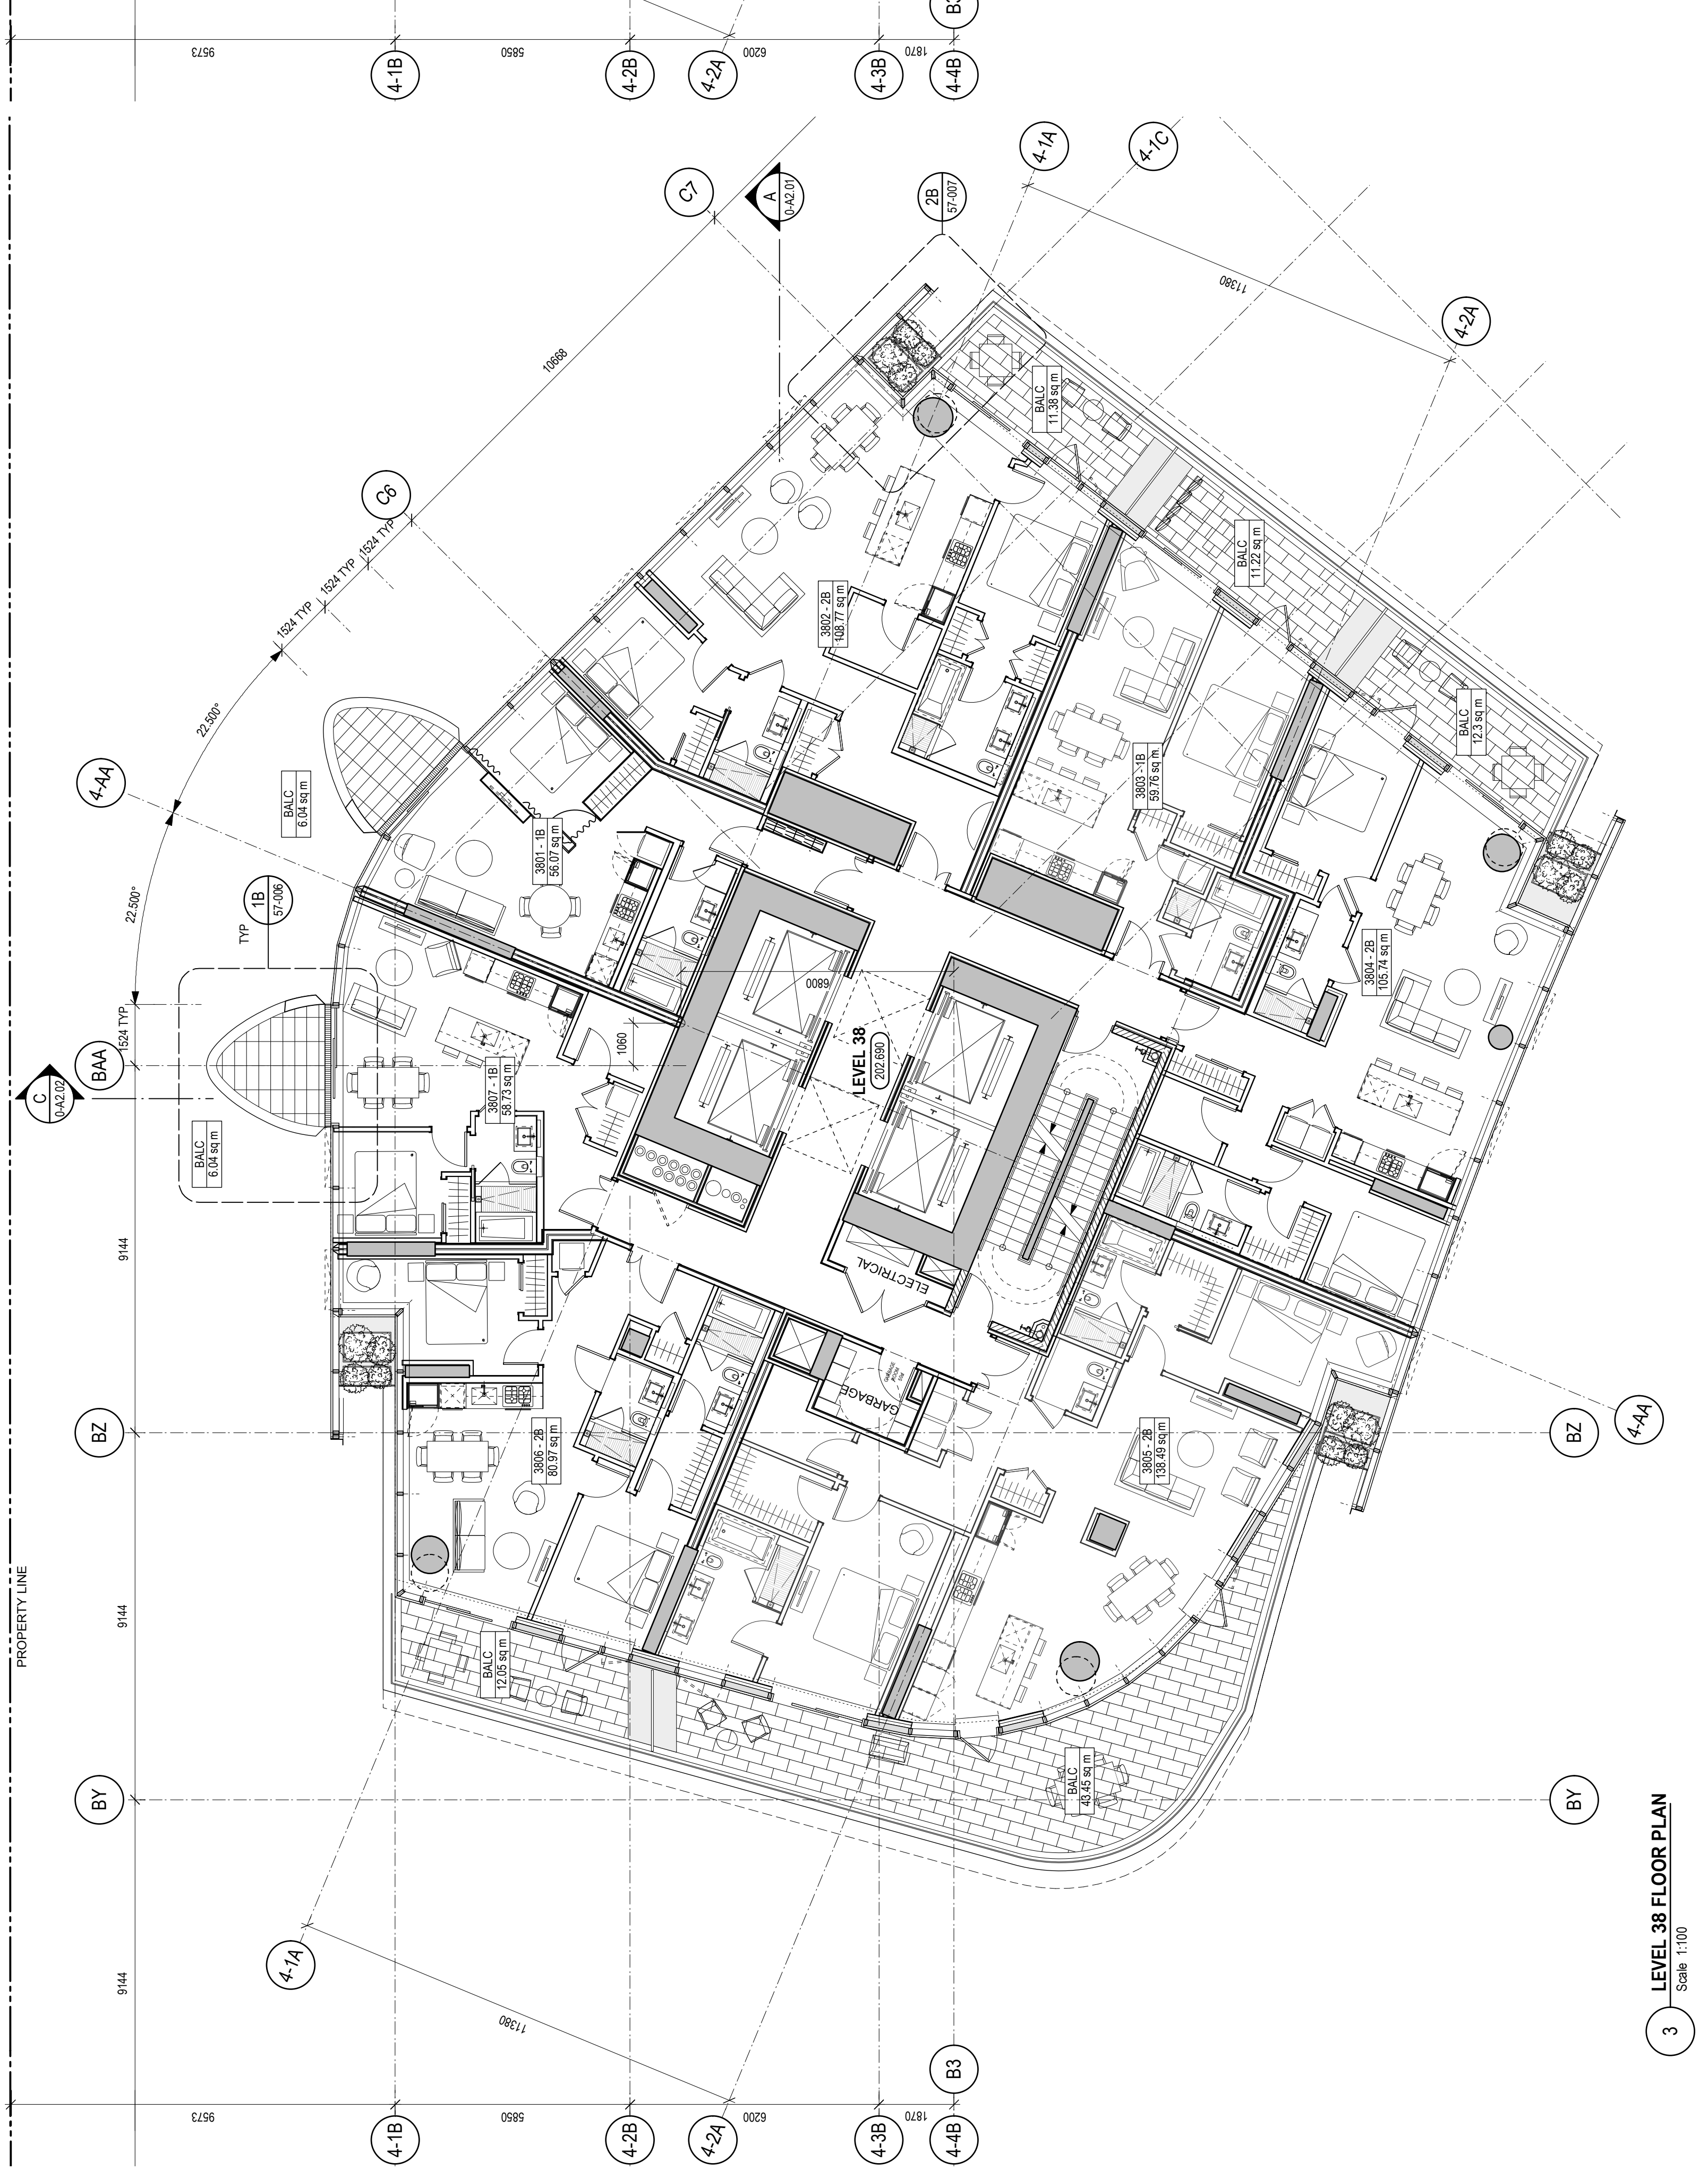 9573
5850
6200
1870
4-1B
4-2B
4-2A
4-3B
4-4B
C7
A
0-A2.01
2B
57-007
4-1A
4-1C
11380
4-2A
10668
C6
1524 TYP
1524 TYP
1524 TYP
22.500°
22.500°
4-AA
1524 TYP
BAA
C
0-A2.02
TYP
1B
57-006
BALC
6.04 sq m
BALC
6.04 sq m
BALC
11.38 sq m
BALC
11.22 sq m
BALC
12.3 sq m
3802 - 2B
108.77 sq m
3801 - 1B
56.07 sq m
3803 - 1B
59.76 sq m
3804 - 2B
105.74 sq m
3807 - 1B
58.73 sq m
6800
1060
LEVEL 38
202.690
ELECTRICAL
GARBAGE
GARBAGE
ROOM
3806 - 2B
80.97 sq m
3805 - 2B
138.49 sq m
BALC
12.05 sq m
BALC
43.45 sq m
9144
BZ
BZ
4-AA
9144
BY
BY
9144
PROPERTY LINE
4-1A
11380
B3
9573
5850
6200
1870
4-1B
4-2B
4-2A
4-3B
4-4B
3
LEVEL 38 FLOOR PLAN
Scale 1:100